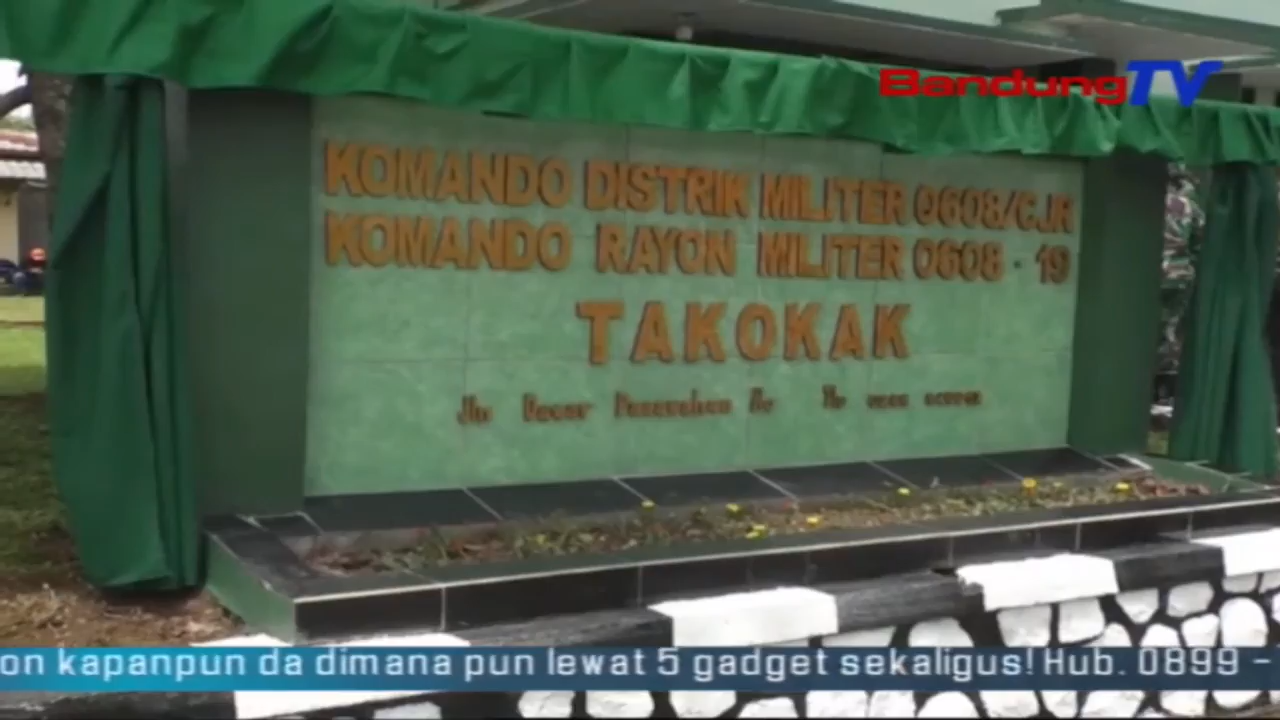 BandungTV
KOMANDO DISTRIK MILITER 0608/CJR
KOMANDO RAYON MILITER 0608 - 19
TAKOKAK
Jln
on kapanpun da dimana pun lewat 5 gadget sekaligus! Hub. 0899 -